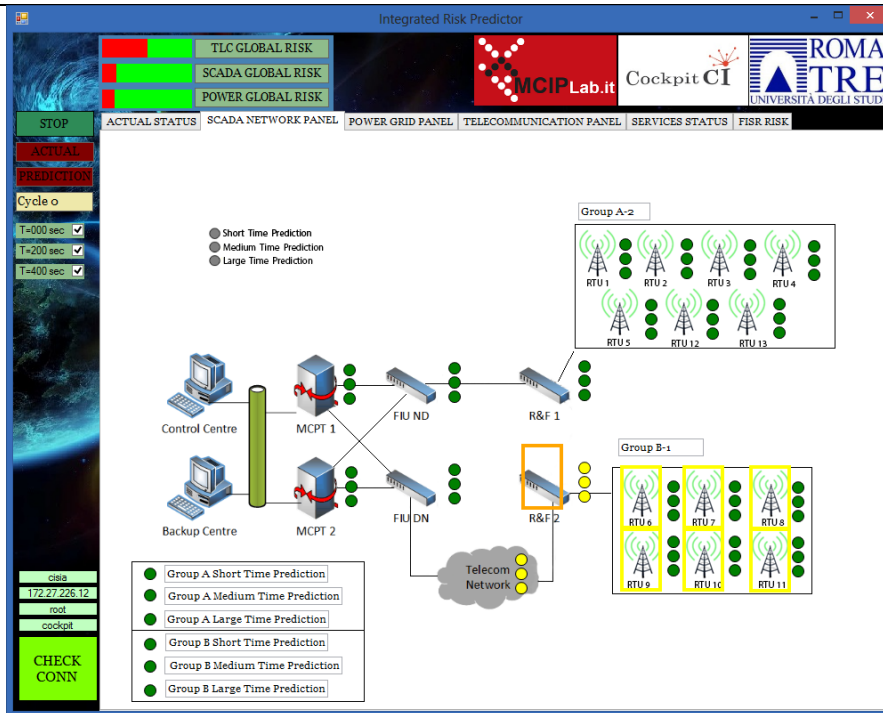 Integrated Risk Predictor
TLC GLOBAL RISK
SCADA GLOBAL RISK
POWER GLOBAL RISK
MCIPLab.it
Cockpit CI
ROMA
TRE
UNIVERSITÀ DEGLI STUDI
STOP
ACTUAL STATUS SCADA NETWORK PANEL POWER GRID PANEL TELECOMMUNICATION PANEL SERVICES STATUS FISR RISK
ACTUAL
PREDICTION
Cycle 0
T=000 sec
T=200 sec
T=400 sec
Short Time Prediction
Medium Time Prediction
Large Time Prediction
Group A-2
RTU 1 RTU 2 RTU 3 RTU 4
RTU 5 RTU 12 RTU 13
Control Centre MCPT 1 FIU ND R&F 1
Group B-1
RTU 6 RTU 7 RTU 8
RTU 9 RTU 10 RTU 11
Backup Centre MCPT 2 FIU DN R&F 2
Telecom
Network
Group A Short Time Prediction
Group A Medium Time Prediction
Group A Large Time Prediction
Group B Short Time Prediction
Group B Medium Time Prediction
Group B Large Time Prediction
cisia
172.27.226.12
root
cockpit
CHECK
CONN